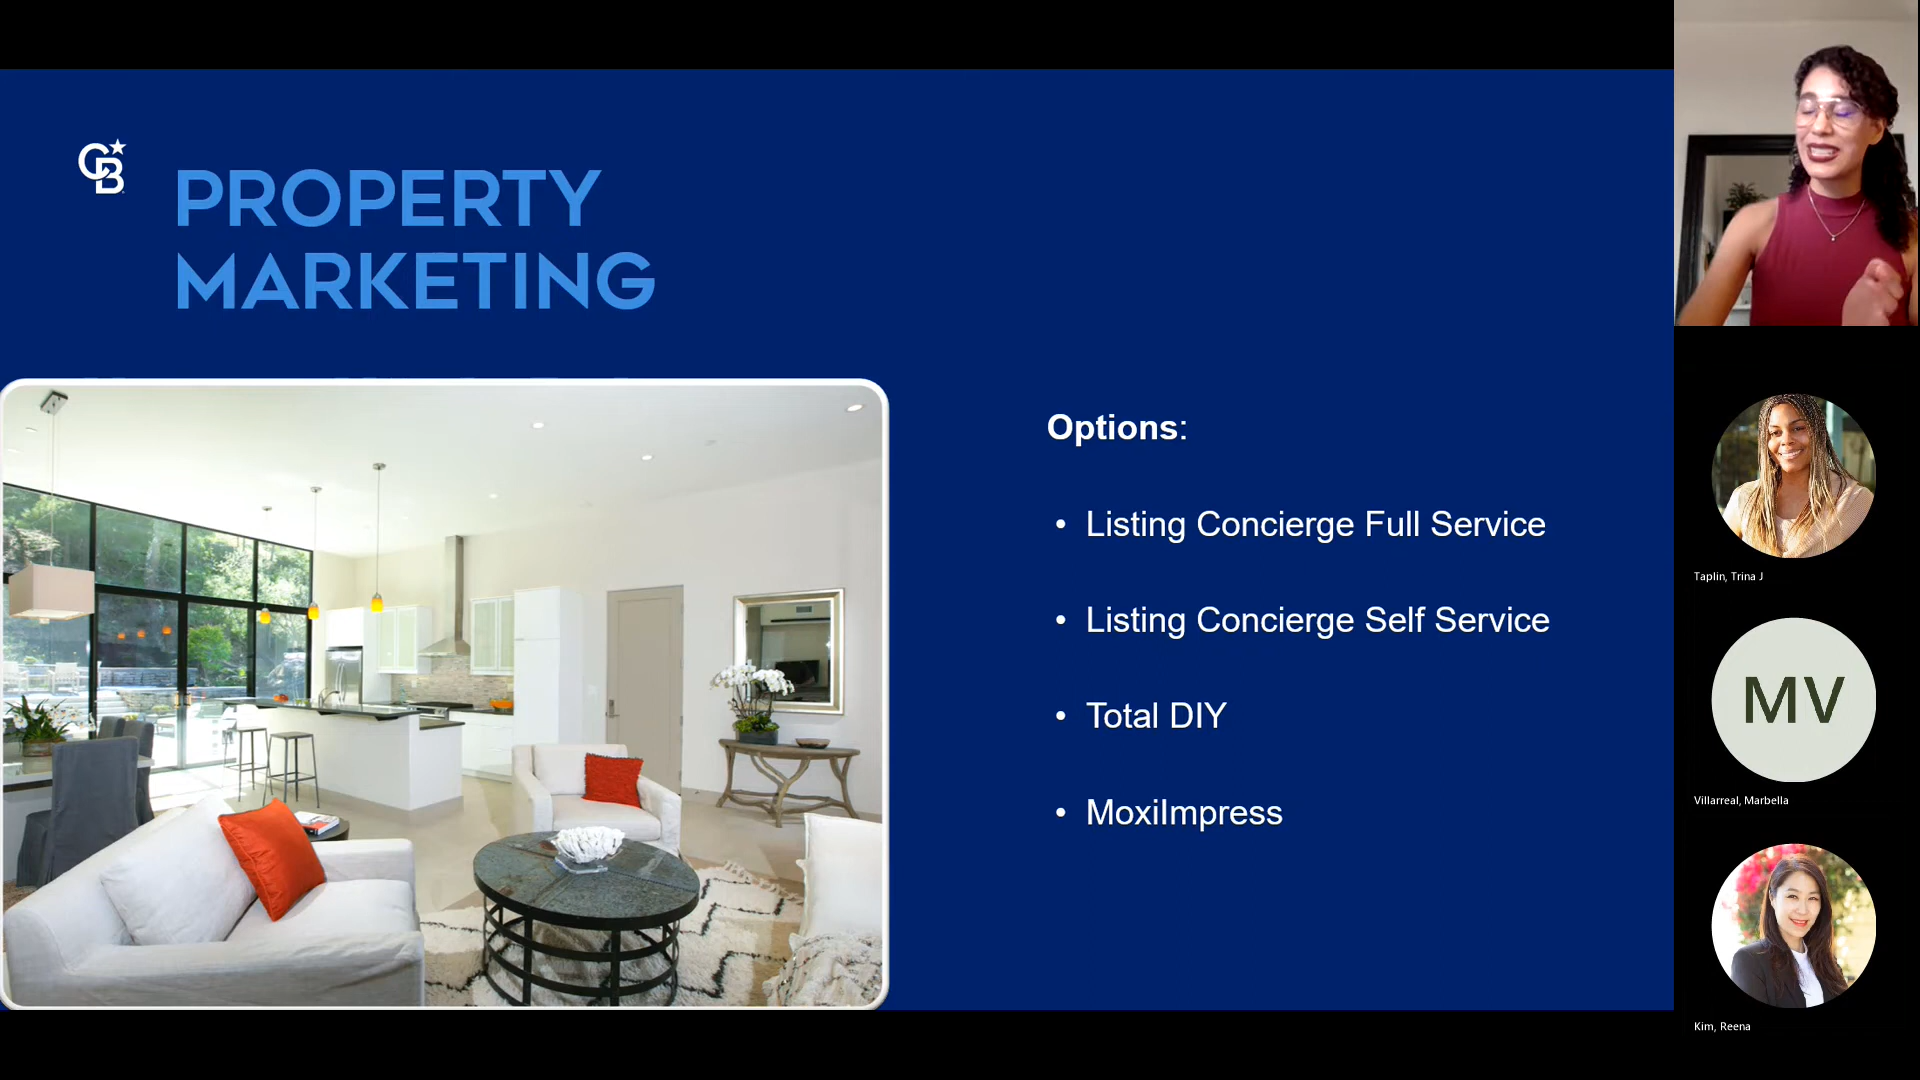 CB
PROPERTY
MARKETING
Options:
• Listing Concierge Full Service
• Listing Concierge Self Service
• Total DIY
• MoxiImpress
Taplin, Trina J
MV
Villarreal, Marbella
Kim, Reena